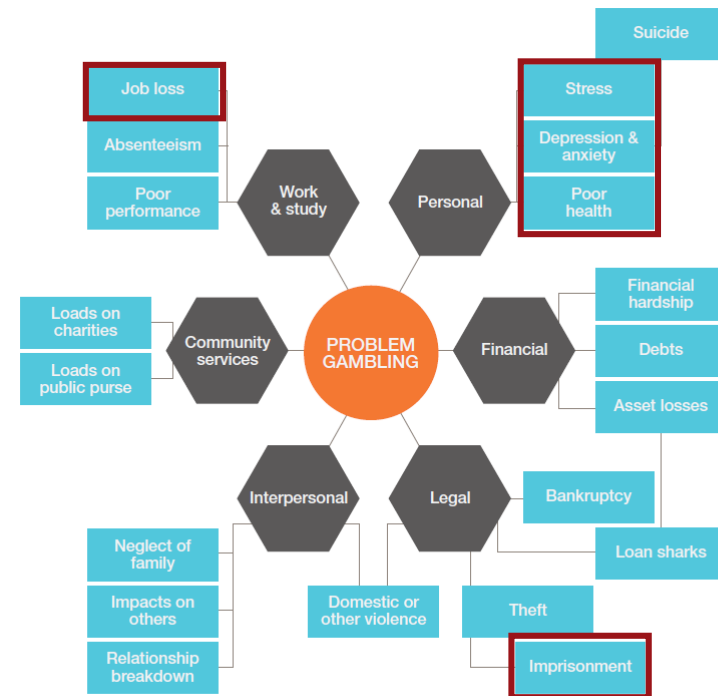 Suicide
Job loss
Stress
Absenteeism
Depression &
anxiety
Poor
performance
Work
& study
Personal
Poor
health
Loads on
charities
Community
services
PROBLEM
GAMBLING
Financial
Financial
hardship
Loads on
public purse
Debts
Asset losses
Interpersonal
Legal
Bankruptcy
Neglect of
family
Loan sharks
Impacts on
others
Domestic or
other violence
Theft
Relationship
breakdown
Imprisonment